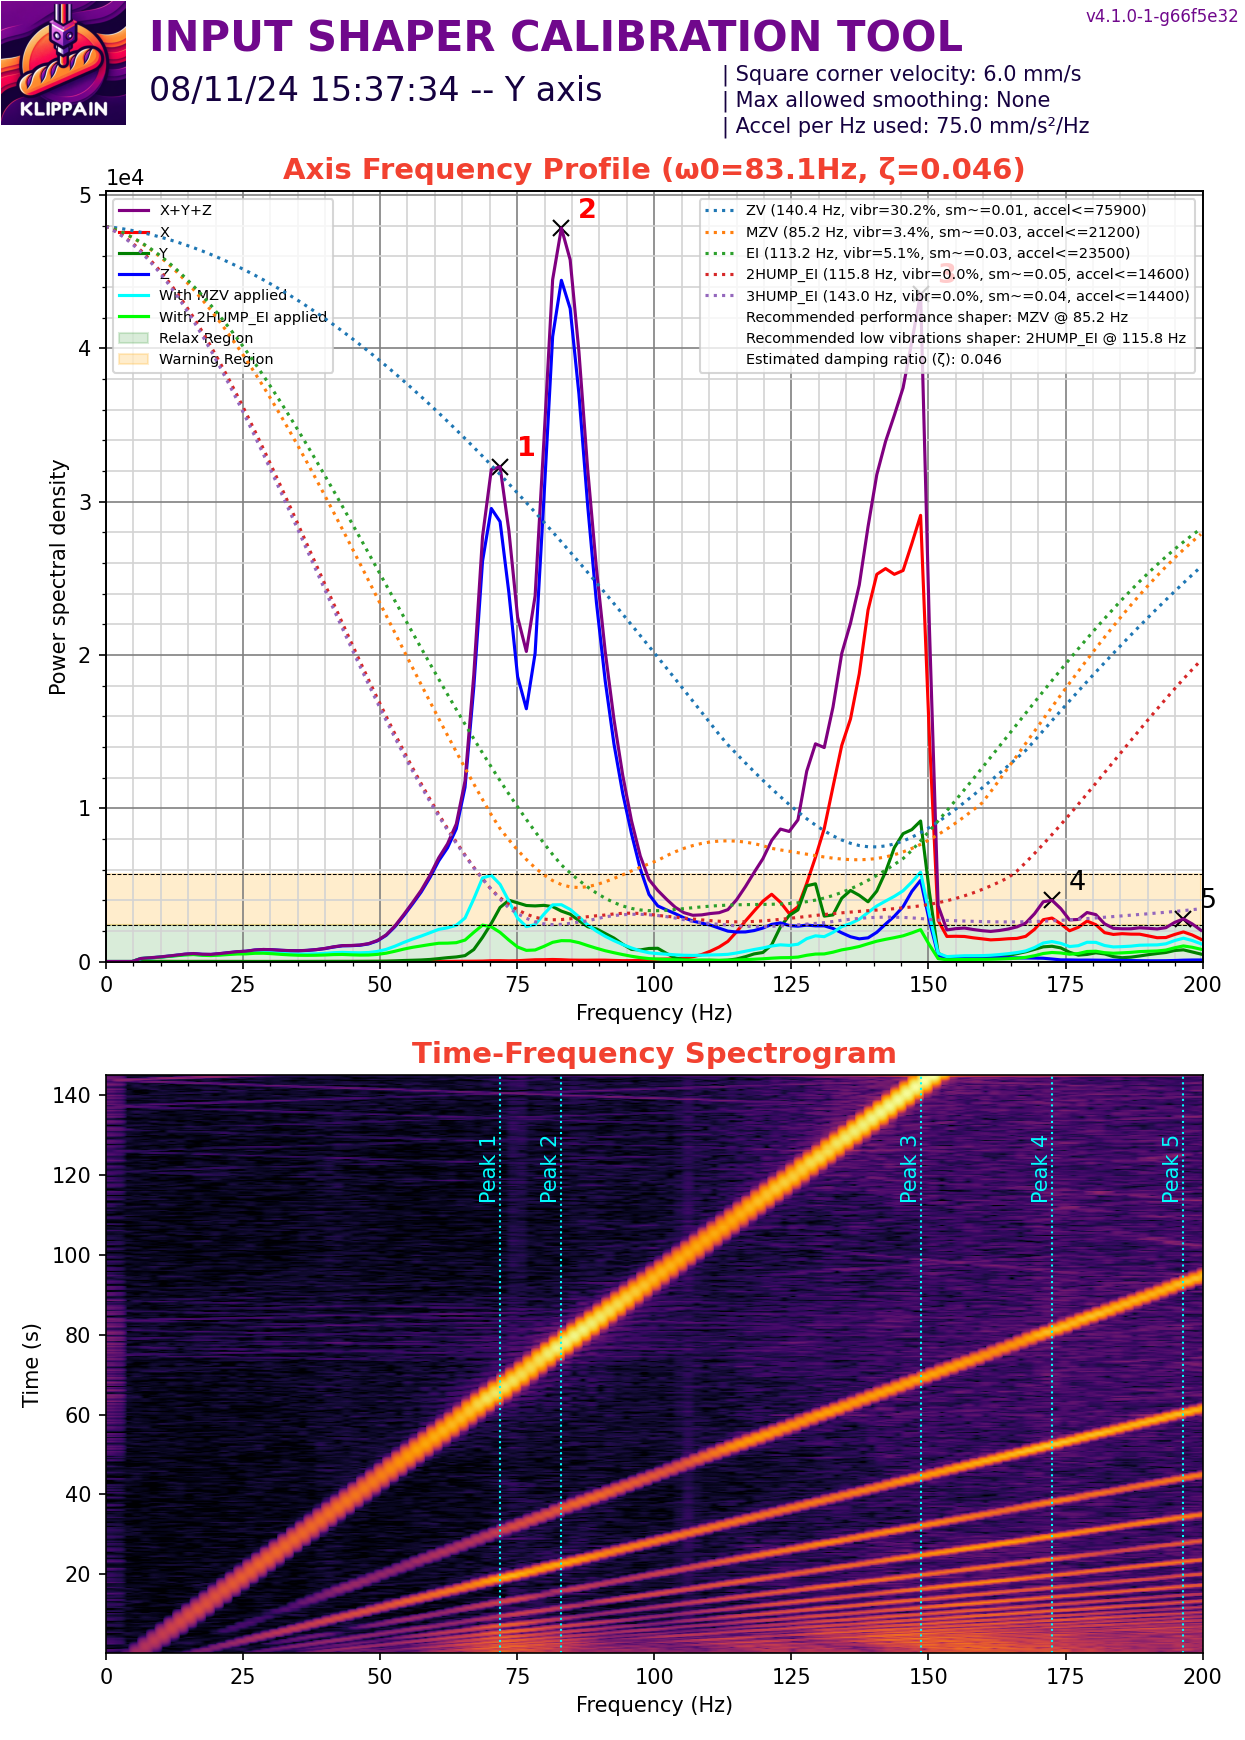 v4.1.0-1-g66f5e32
KLIPPAIN
INPUT SHAPER CALIBRATION TOOL
08/11/24 15:37:34 -- Y axis
| Square corner velocity: 6.0 mm/s
| Max allowed smoothing: None
| Accel per Hz used: 75.0 mm/s²/Hz
Axis Frequency Profile (ω0=83.1Hz, ζ=0.046)
1e4
X+Y+Z
X
Y
Z
With MZV applied
With 2HUMP_EI applied
Relax Region
Warning Region
ZV (140.4 Hz, vibr=30.2%, sm~=0.01, accel<=75900)
MZV (85.2 Hz, vibr=3.4%, sm~=0.03, accel<=21200)
EI (113.2 Hz, vibr=5.1%, sm~=0.03, accel<=23500)
2HUMP_EI (115.8 Hz, vibr=0.0%, sm~=0.05, accel<=14600)
3HUMP_EI (143.0 Hz, vibr=0.0%, sm~=0.04, accel<=14400)
Recommended performance shaper: MZV @ 85.2 Hz
Recommended low vibrations shaper: 2HUMP_EI @ 115.8 Hz
Estimated damping ratio (ζ): 0.046
1
2
3
4
5
Power spectral density
5
4
3
2
1
0
0 25 50 75 100 125 150 175 200
Frequency (Hz)
Time-Frequency Spectrogram
Peak 1
Peak 2
Peak 3
Peak 4
Peak 5
Time (s)
140
120
100
80
60
40
20
0 25 50 75 100 125 150 175 200
Frequency (Hz)